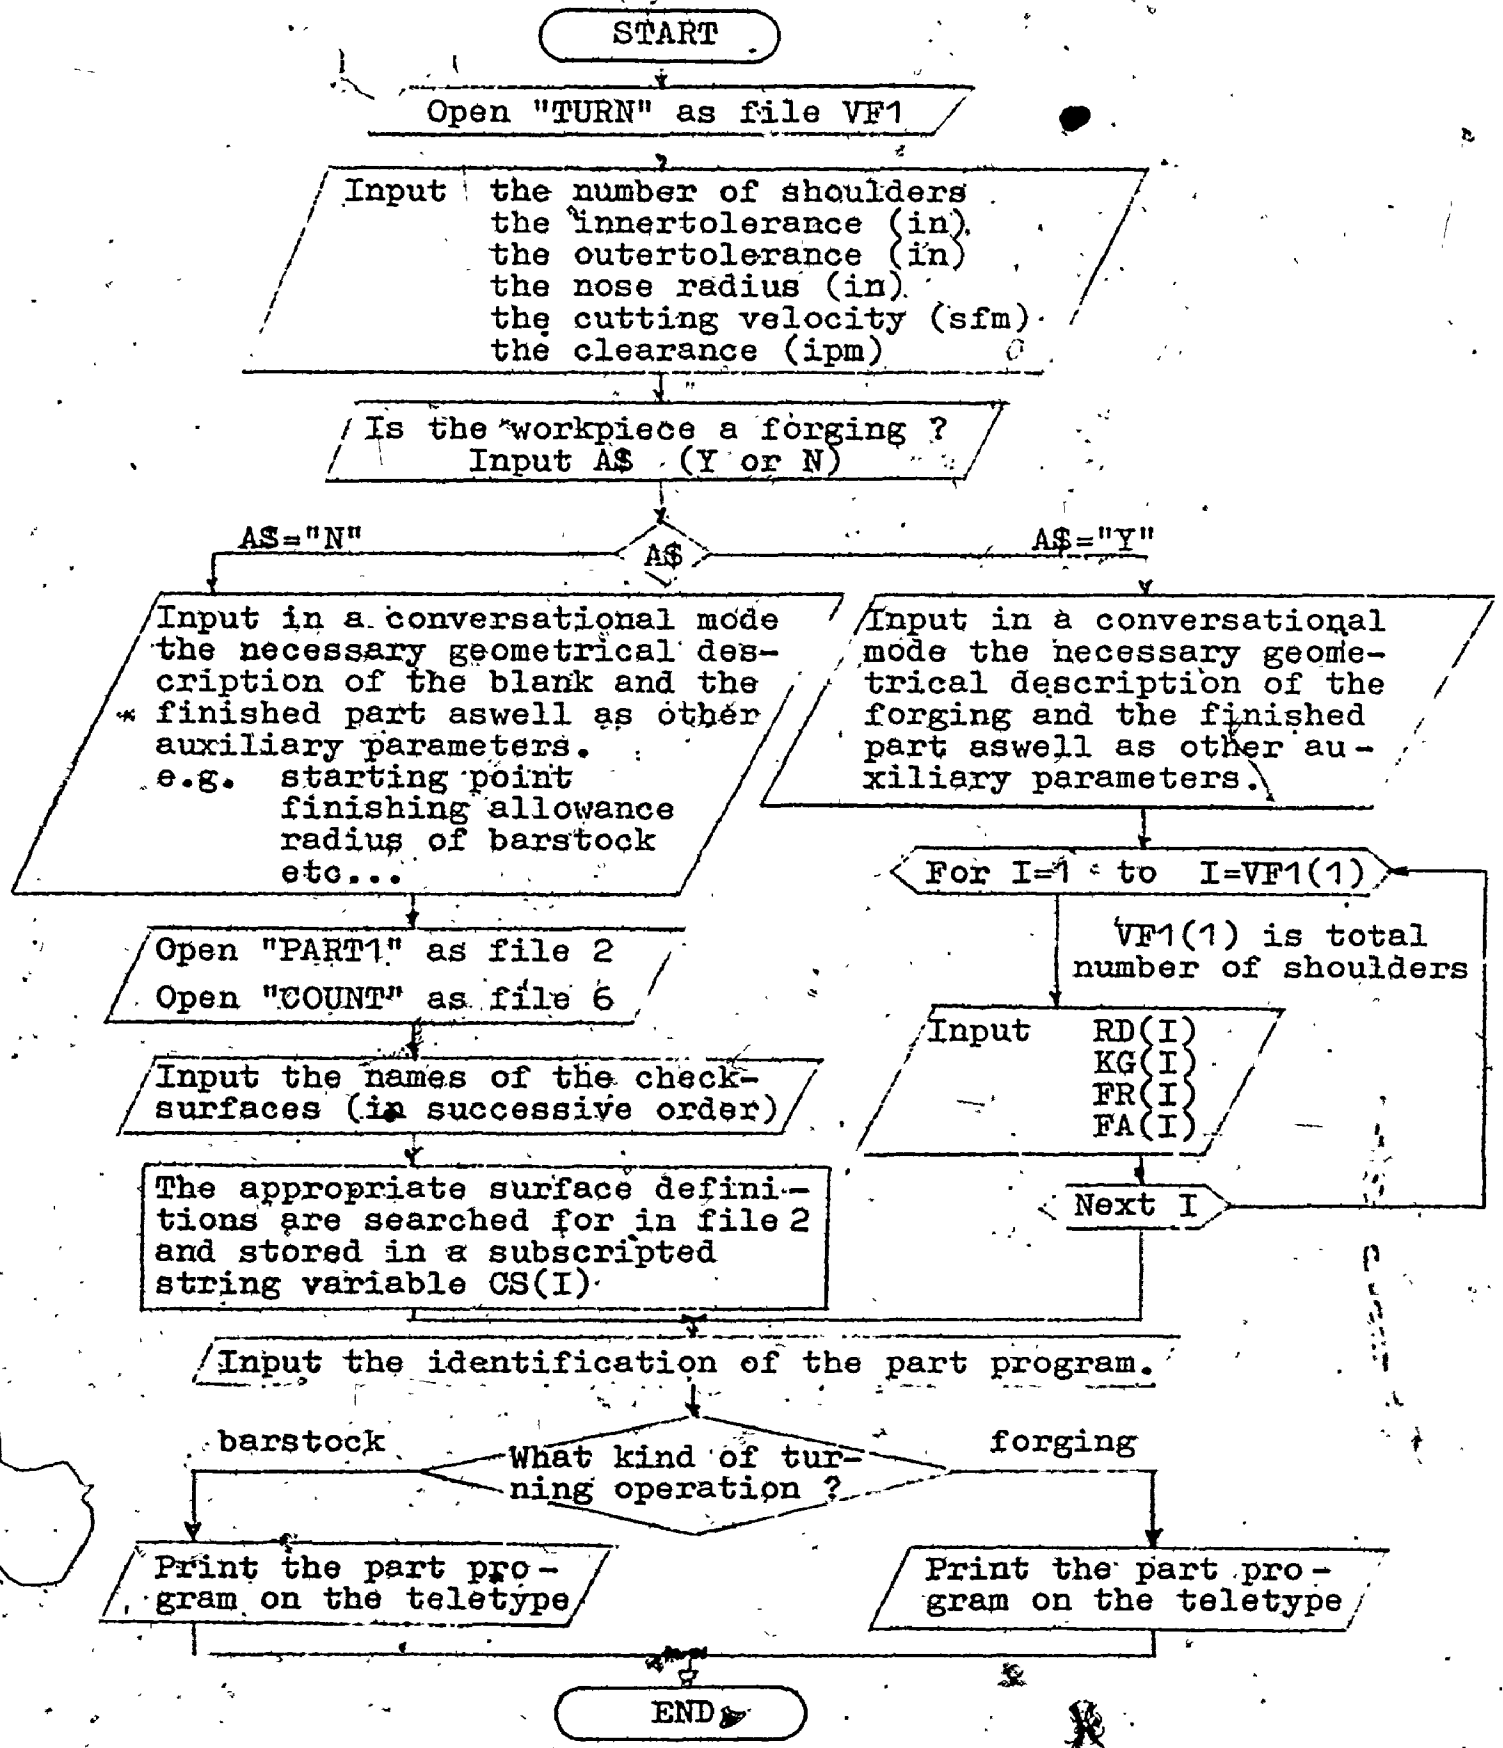 START
Open "TURN" as file VF1
Input the number of shoulders
the innertolerance (in)
the outertolerance (in)
the nose radius (in)
the cutting velocity (sfm)
the clearance (ipm)
Is the workpiece a forging ?
Input A$ (Y or N)
A$="N"
A$
A$="Y"
Input in a conversational mode
the necessary geometrical des-
cription of the blank and the
finished part aswell as other
auxiliary parameters.
e.g. starting point
finishing allowance
radius of barstock
etc...
Open "PART1" as file 2
Open "COUNT" as file 6
Input the names of the check-
surfaces (in successive order)
The appropriate surface defini-
tions are searched for in file 2
and stored in a subscripted
string variable CS(I)
Input in a conversational
mode the necessary geome-
trical description of the
forging and the finished
part aswell as other au-
xiliary parameters.
For I=1 to I=VF1(1)
VF1(1) is total
number of shoulders
Input RD(I)
KG(I)
FR(I)
FA(I)
Next I
Input the identification of the part program.
barstock
What kind of tur-
ning operation ?
forging
Print the part pro-
gram on the teletype
Print the part pro-
gram on the teletype
END